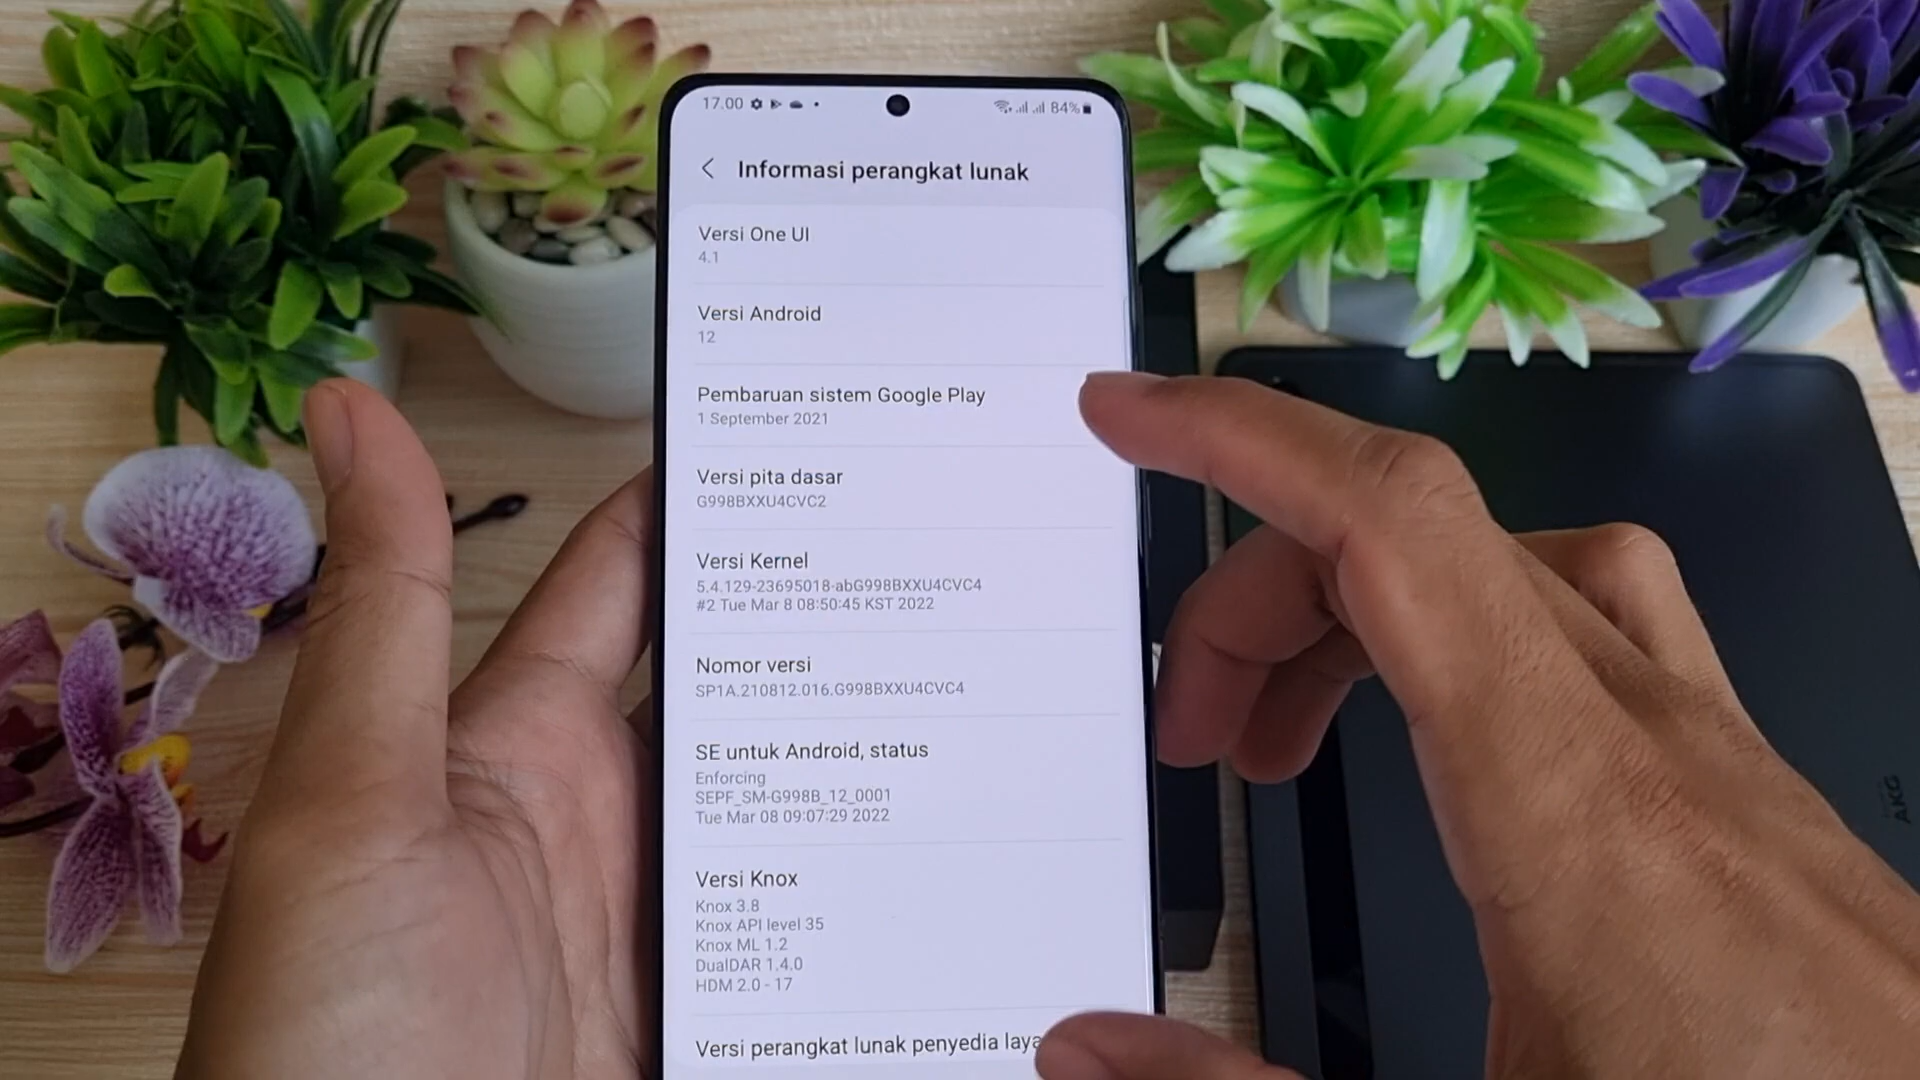 17.00
84%
Informasi perangkat lunak
Versi One UI
4.1
Versi Android
12
Pembaruan sistem Google Play
1 September 2021
Versi pita dasar
G998BXXU4CVC2
Versi Kernel
5.4.129-23695018-abG998BXXU4CVC4
#2 Tue Mar 8 08:50:45 KST 2022
Nomor versi
SP1A.210812.016.G998BXXU4CVC4
SE untuk Android, status
Enforcing
SEPF_SM-G998B_12_0001
Tue Mar 08 09:07:29 2022
Versi Knox
Knox 3.8
Knox API level 35
Knox ML 1.2
DualDAR 1.4.0
HDM 2.0 - 17
Versi perangkat lunak penyedia laya
AKG